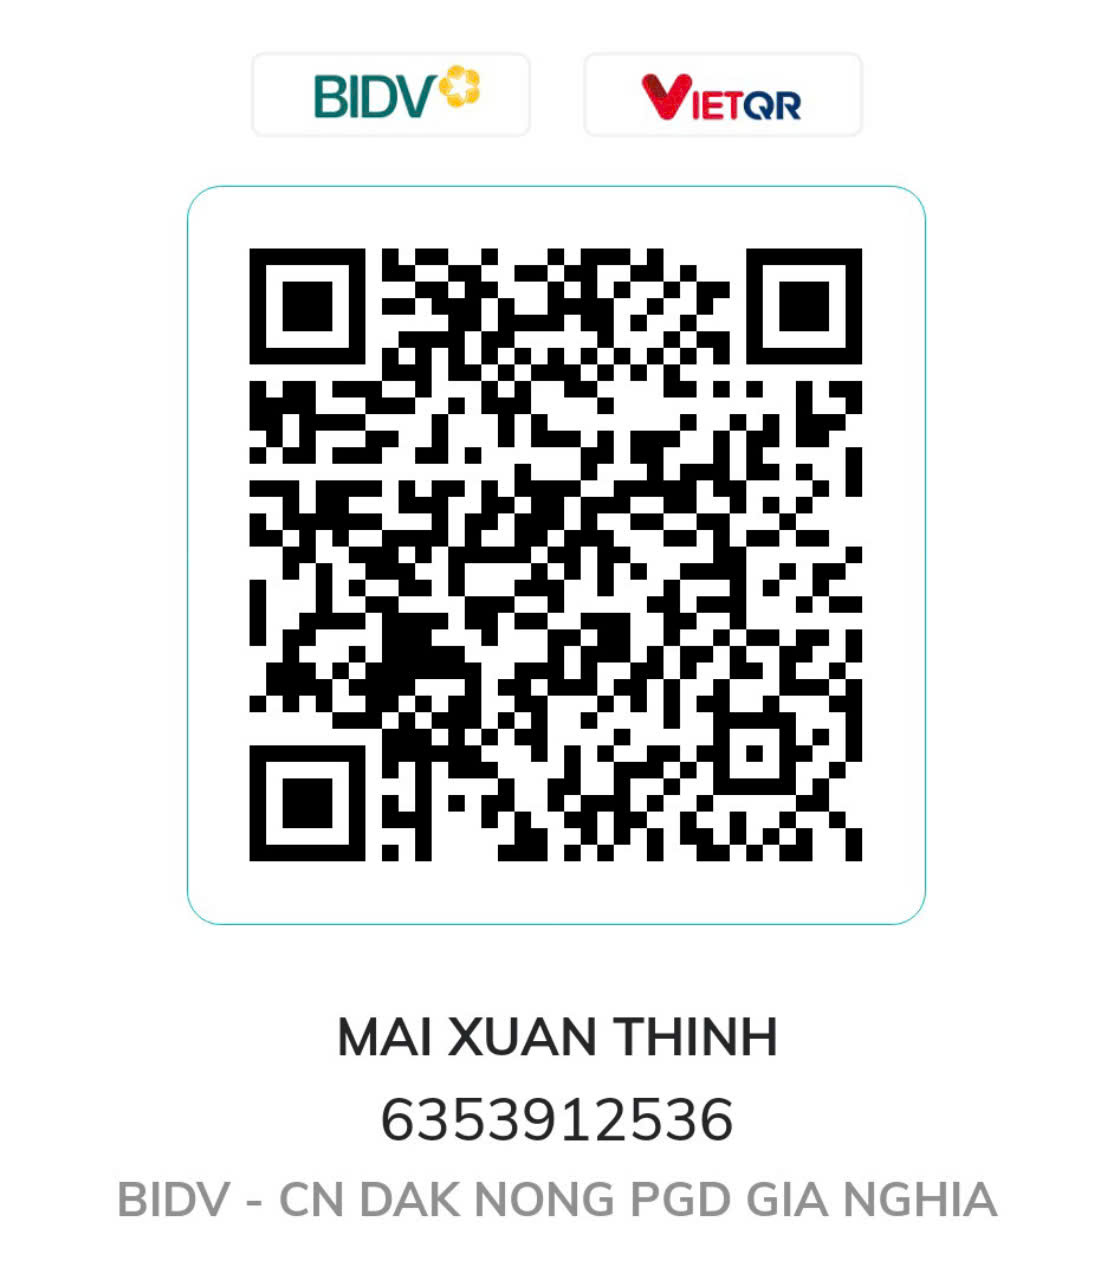 BIDV
VIETQR
MAI XUAN THINH
6353912536
BIDV - CN DAK NONG PGD GIA NGHIA